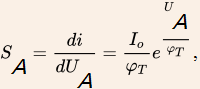 S_A = di/dU_A = I_o/φ_T e^{U_A/φ_T},